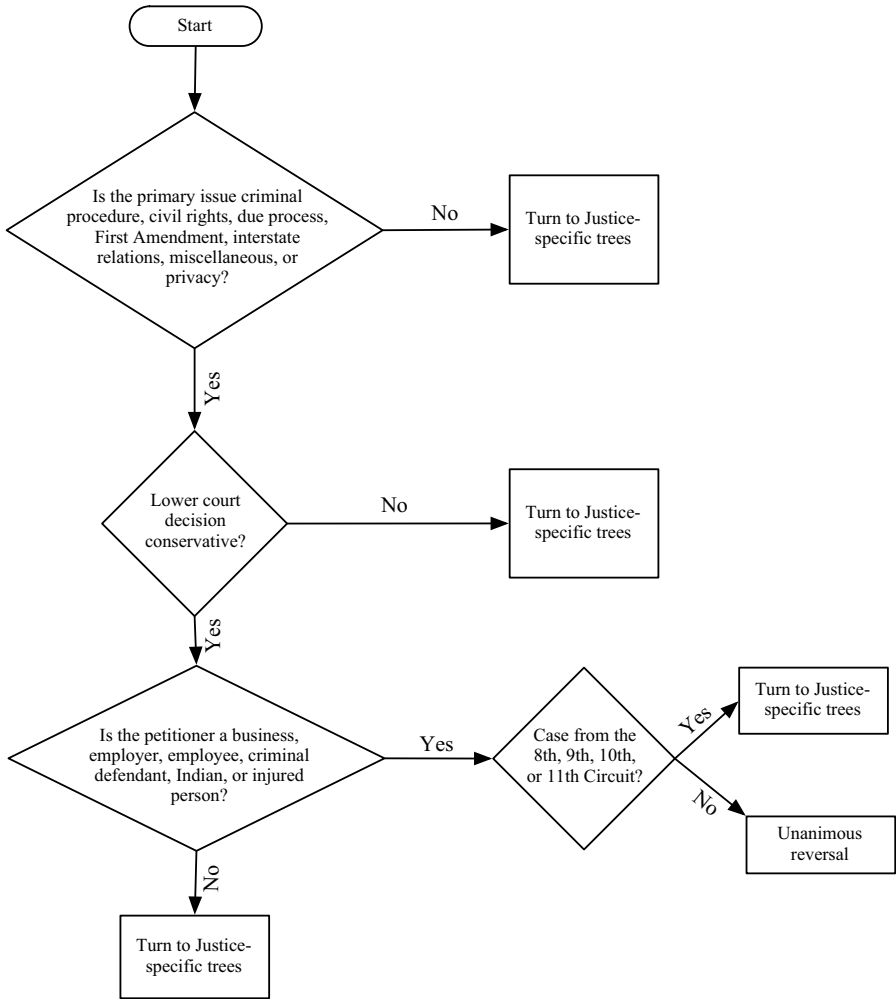 Start
Is the primary issue criminal
procedure, civil rights, due process,
First Amendment, interstate
relations, miscellaneous, or
privacy?
No
Turn to Justice-
specific trees
Yes
Lower court
decision
conservative?
No
Turn to Justice-
specific trees
Yes
Is the petitioner a business,
employer, employee, criminal
defendant, Indian, or injured
person?
Yes
Case from the
8th, 9th, 10th,
or 11th Circuit?
Yes
Turn to Justice-
specific trees
No
Unanimous
reversal
No
Turn to Justice-
specific trees